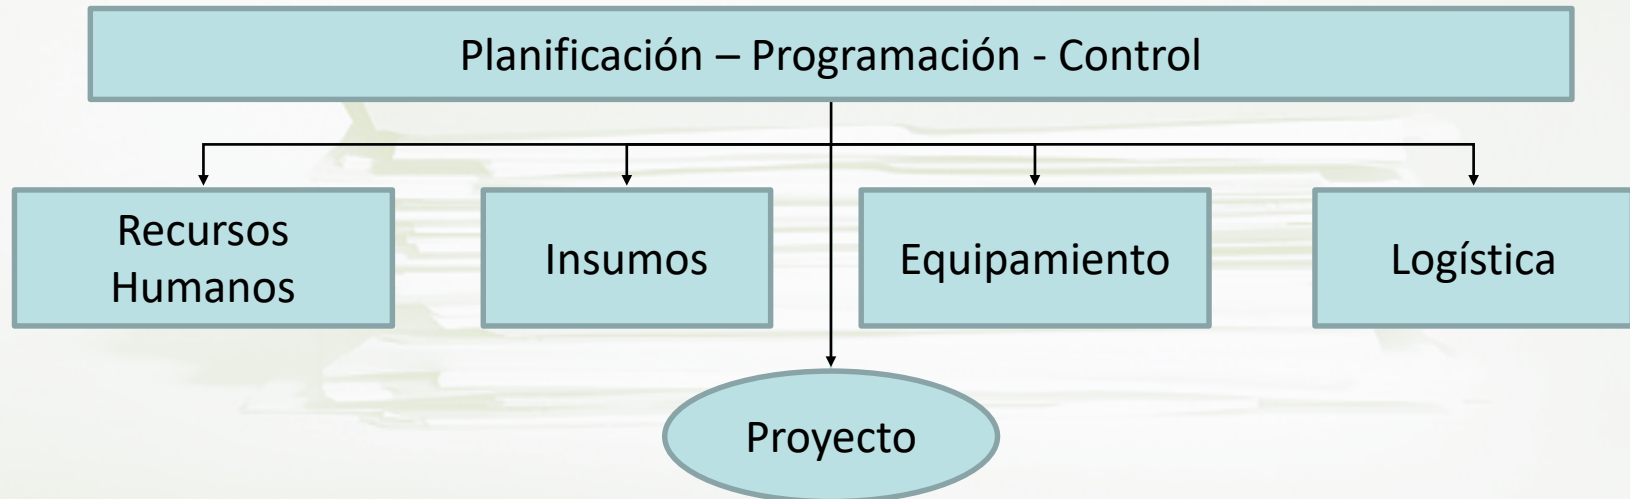 Planificación – Programación - Control
Recursos
Humanos
Insumos
Equipamiento
Logística
Proyecto